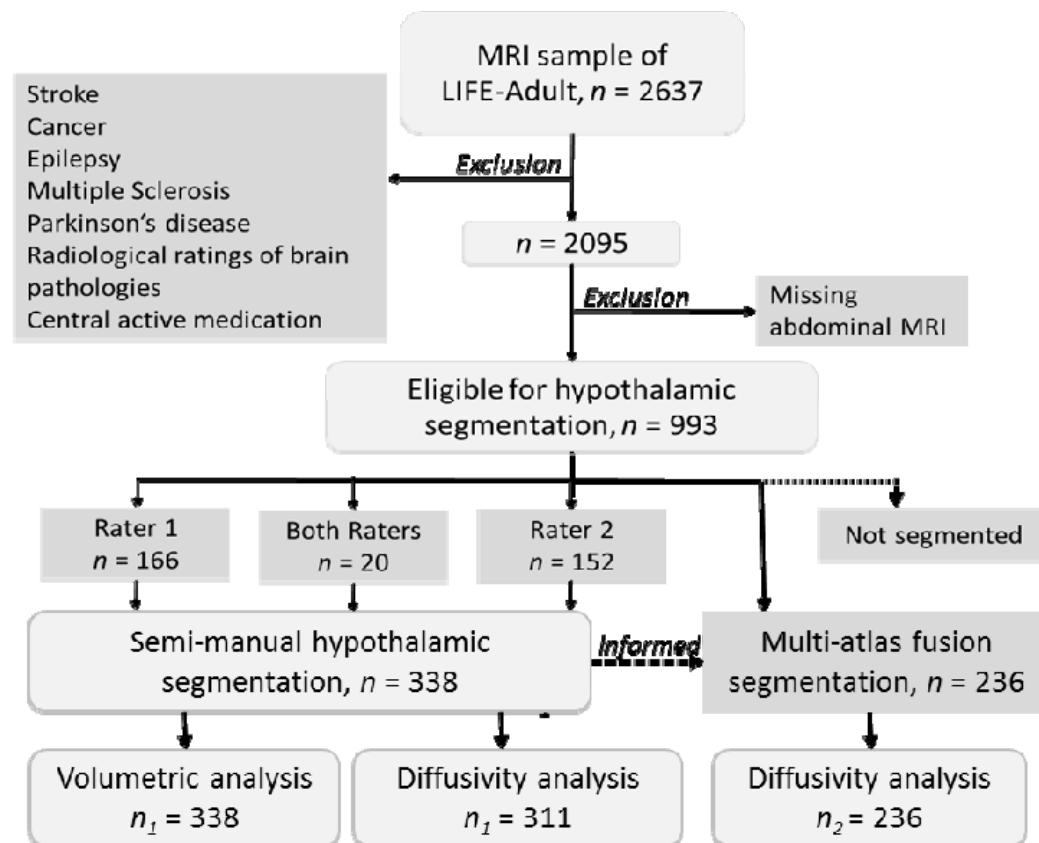 MRI sample of
LIFE-Adult, n = 2637
Stroke
Cancer
Epilepsy
Multiple Sclerosis
Parkinson's disease
Radiological ratings of brain
pathologies
Central active medication
Exclusion
n = 2095
Exclusion
Missing
abdominal MRI
Eligible for hypothalamic
segmentation, n = 993
Rater 1
n = 166
Both Raters
n = 20
Rater 2
n = 152
Not segmented
Semi-manual hypothalamic
segmentation, n = 338
Informed
Multi-atlas fusion
segmentation, n = 236
Volumetric analysis
n₁ = 338
Diffusivity analysis
n₁ = 311
Diffusivity analysis
n₂ = 236